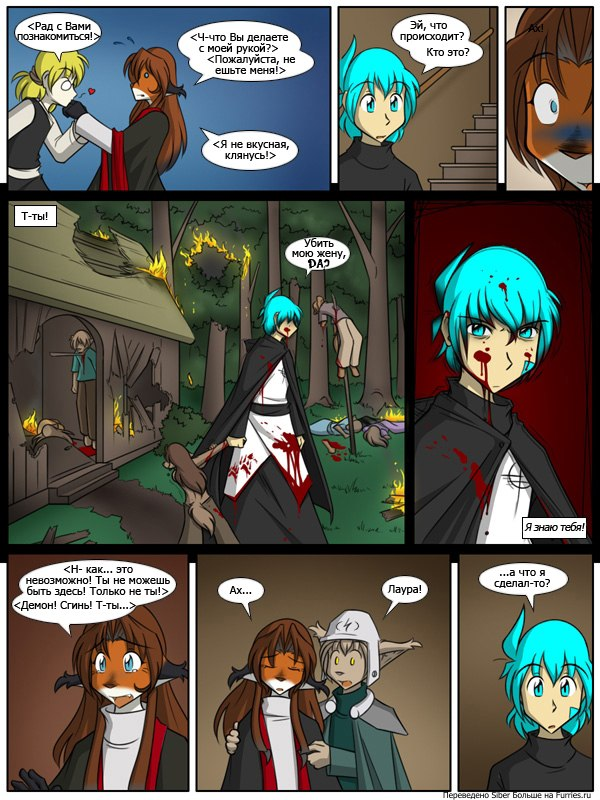 <Рад с Вами
познакомиться!>
<Ч-что Вы делаете
с моей рукой?>
<Пожалуйста, не
ешьте меня!>
<Я не вкусная,
клянусь!>
Эй, что
происходит?
Кто это?
Ах!
Т-ты!
Убить
мою жену,
ДА?
Я знаю тебя!
<Н- как... это
невозможно! Ты не можешь
быть здесь! Только не ты!>
<Демон! Сгинь! Т-ты...>
Ах...
Лаура!
...а что я
сделал-то?
Переведено Siber Больше на Furries.ru